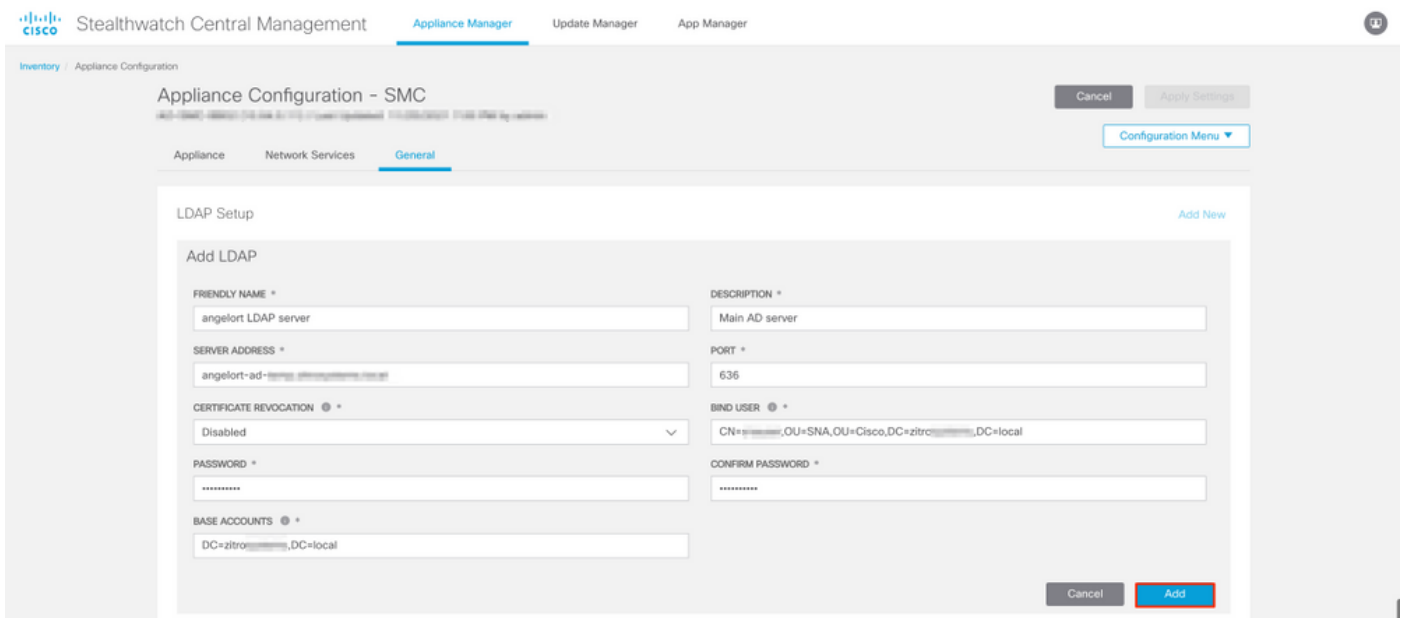 CISCO Stealthwatch Central Management Appliance Manager Update Manager App Manager
Inventory / Appliance Configuration
Appliance Configuration - SMC
Cancel Apply Settings
Configuration Menu ▼
Appliance Network Services General
LDAP Setup Add New
Add LDAP
FRIENDLY NAME * DESCRIPTION *
angelort LDAP server Main AD server
SERVER ADDRESS * PORT *
angelort-ad- 636
CERTIFICATE REVOCATION * BIND USER *
Disabled CN= ,OU=SNA,OU=Cisco,DC=zitro ,DC=local
PASSWORD * CONFIRM PASSWORD *
•••••••••• ••••••••••
BASE ACCOUNTS *
DC=zitro ,DC=local
Cancel Add